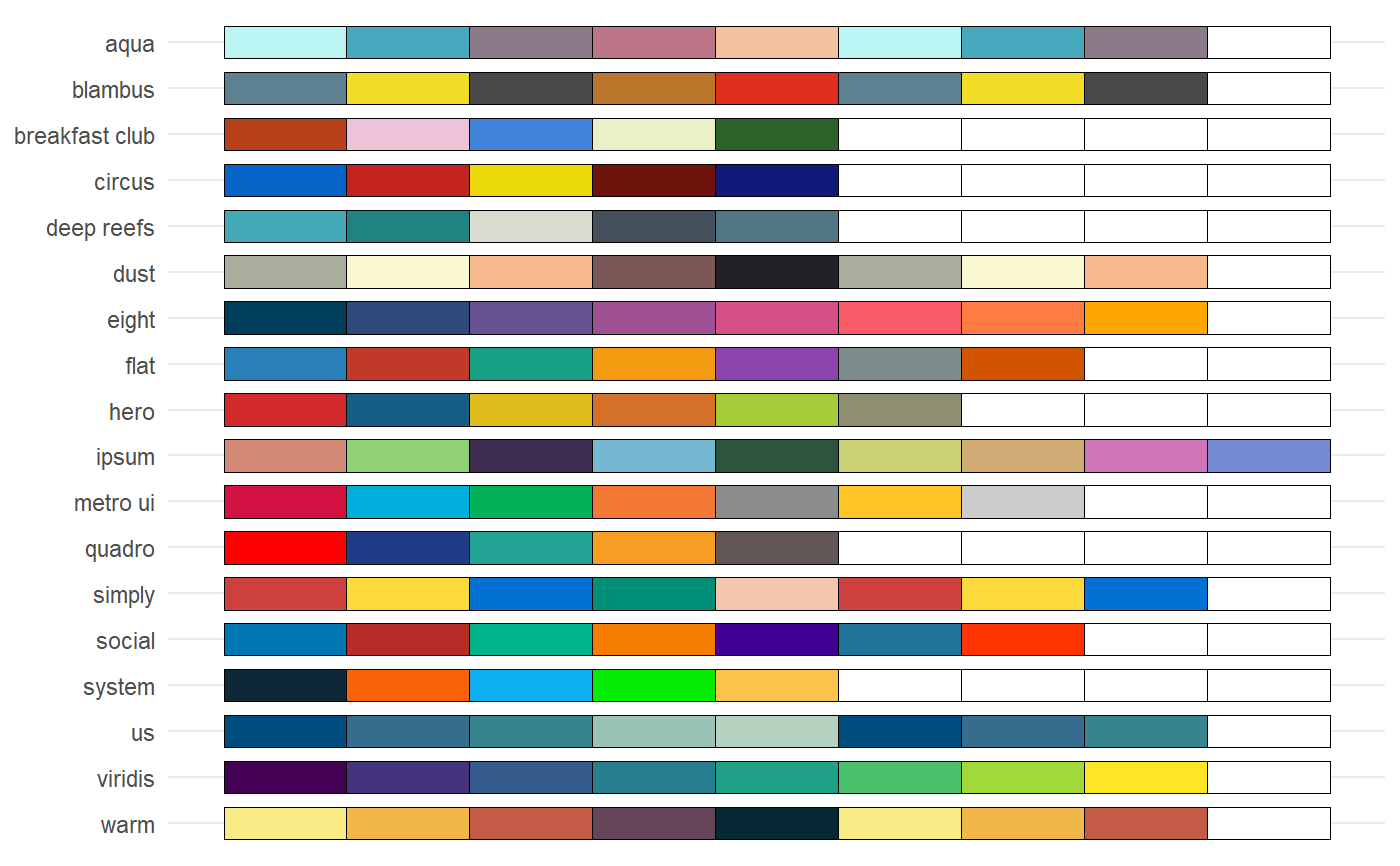 aqua
blambus
breakfast club
circus
deep reefs
dust
eight
flat
hero
ipsum
metro ui
quadro
simply
social
system
us
viridis
warm